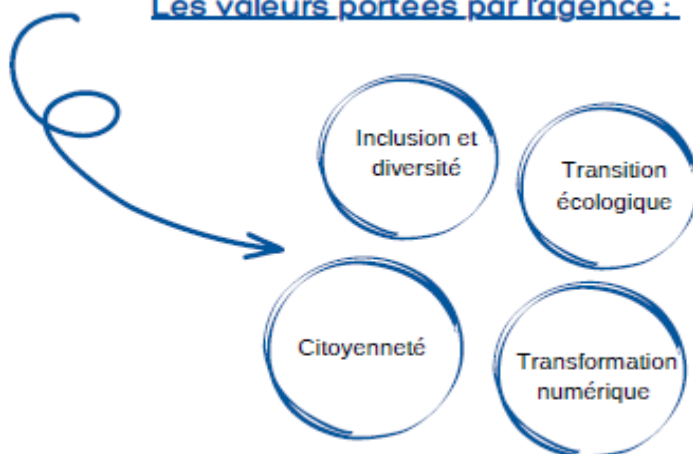 Les valeurs portées par l'agence :
Inclusion et
diversité
Transition
écologique
Citoyenneté
Transformation
numérique